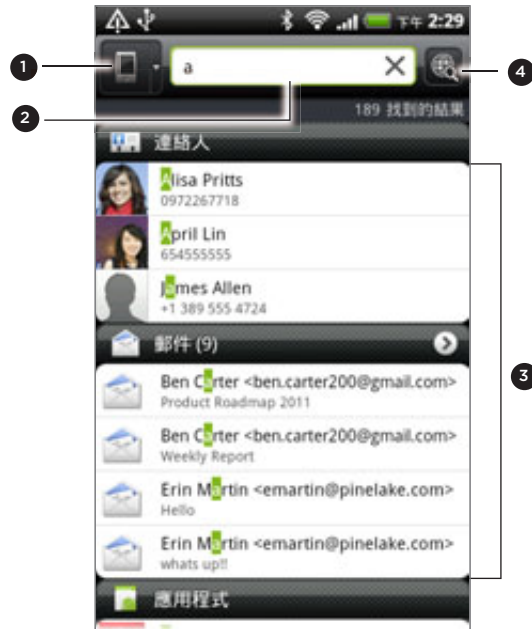 下午 2:29
1
a
4
2
189 找到的結果
連絡人
Alisa Pritts
0972267718
April Lin
654555555
James Allen
+1 389 555 4724
郵件 (9)
3
Ben Carter <ben.carter200@gmail.com>
Product Roadmap 2011
Ben Carter <ben.carter200@gmail.com>
Weekly Report
Erin Martin <emartin@pinelake.com>
Hello
Erin Martin <emartin@pinelake.com>
whats up!!
應用程式